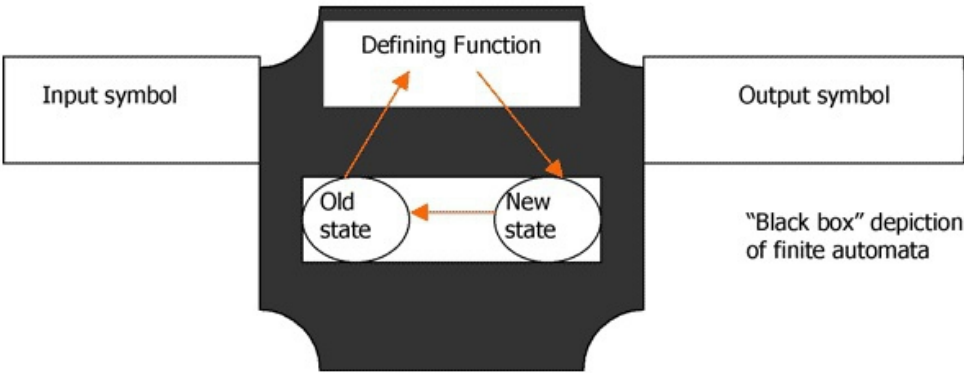 Defining Function
Input symbol
Output symbol
Old
state
New
state
“Black box” depiction
of finite automata